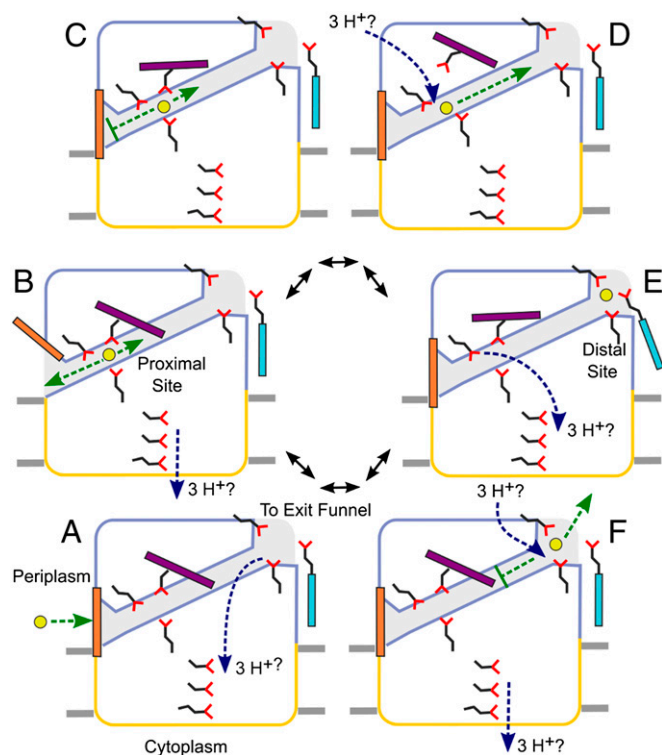 C
D
3 H+?
B
E
Proximal
Site
Distal
Site
3 H+?
3 H+?
To Exit Funnel
3 H+?
A
F
Periplasm
3 H+?
Cytoplasm
3 H+?